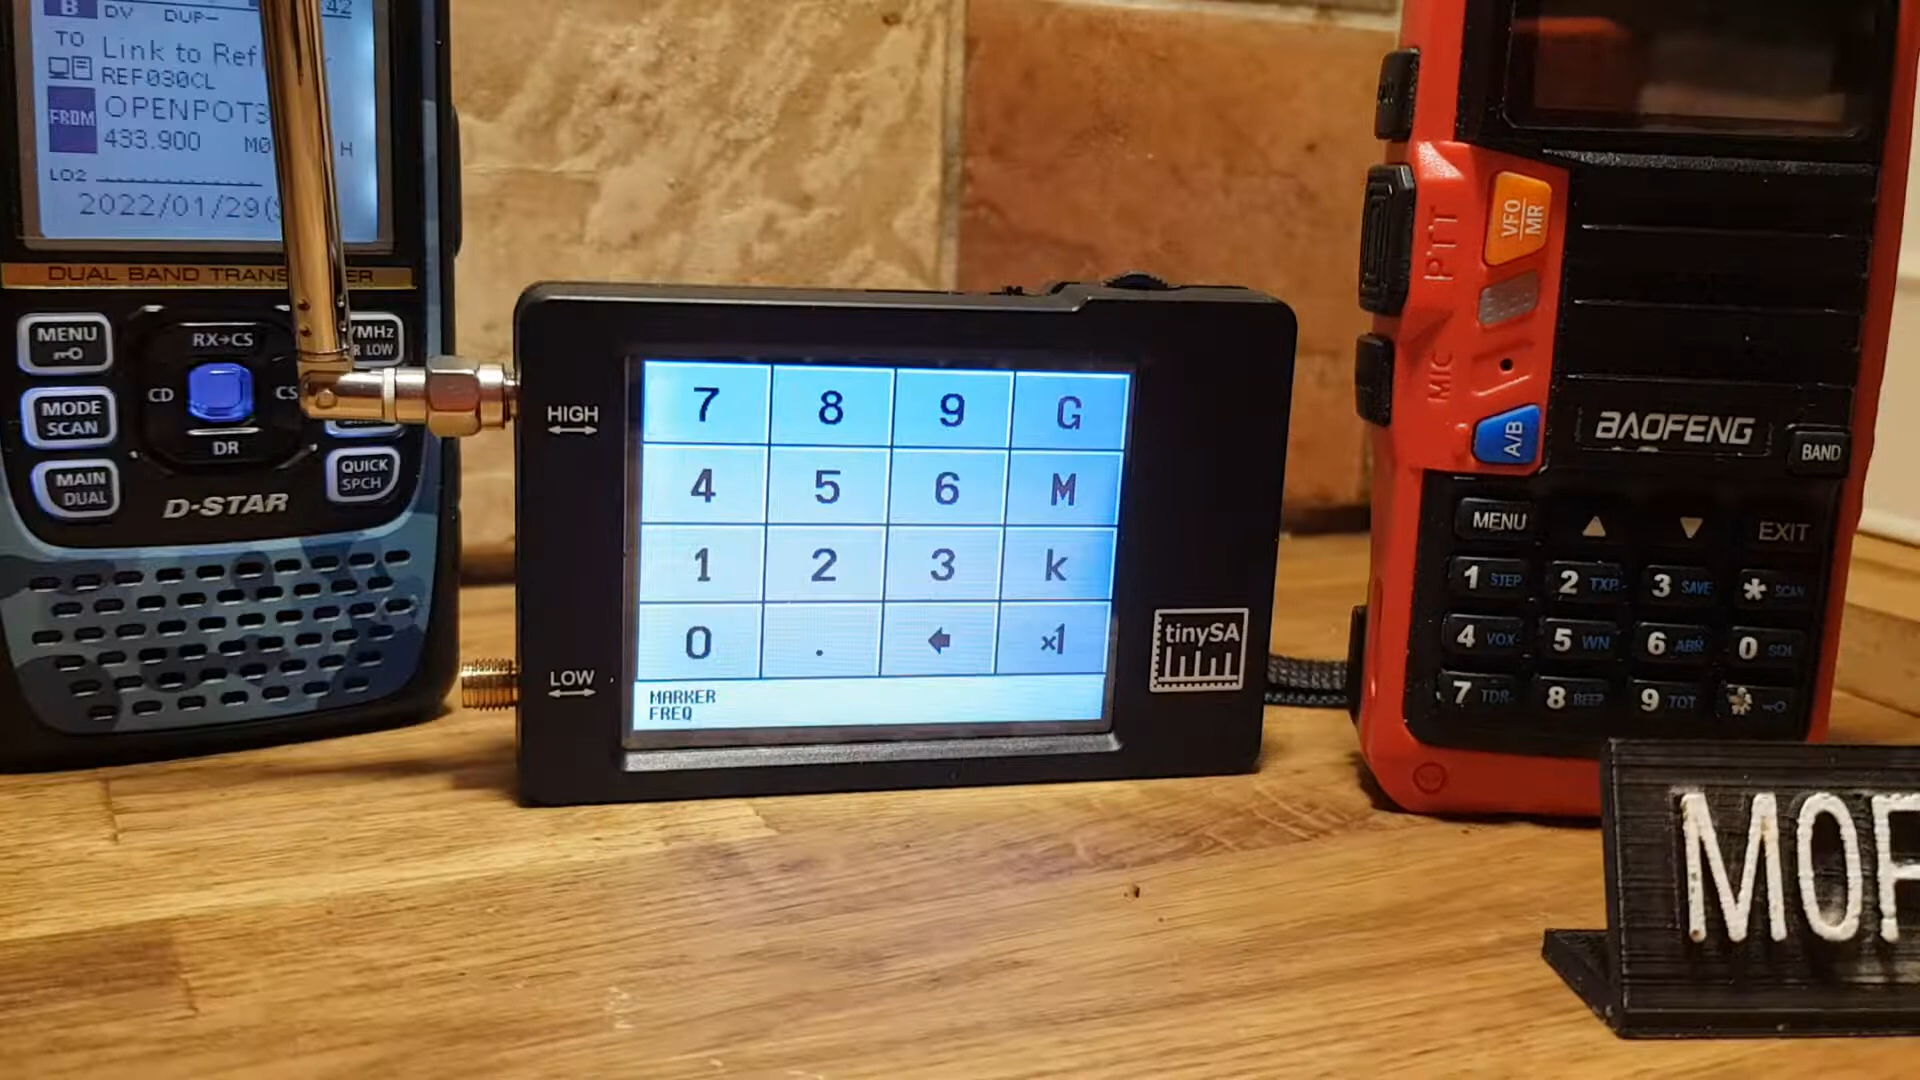 B
DV DUP-
TO
Link to Ref
REF030CL
FROM
OPENPOT3
433.900
H
LO2
2022/01/29(
DUAL BAND TRANS
MENU
RX→CS
MHz
LOW
CD
CS
MODE
SCAN
DR
MAIN
DUAL
QUICK
SPCH
D-STAR
HIGH
LOW
7 8 9 G
4 5 6 M
1 2 3 k
0 . ×1
MARKER
FREQ
tinySA
VFO
MR
PTT
MIC
A/B
BAOFENG
BAND
MENU ▲ ▼ EXIT
1 STEP 2 TXP 3 SAVE * SCAN
4 VOX 5 WN 6 ABR 0 SQL
7 TDR 8 BEEP 9 TOT
M0F